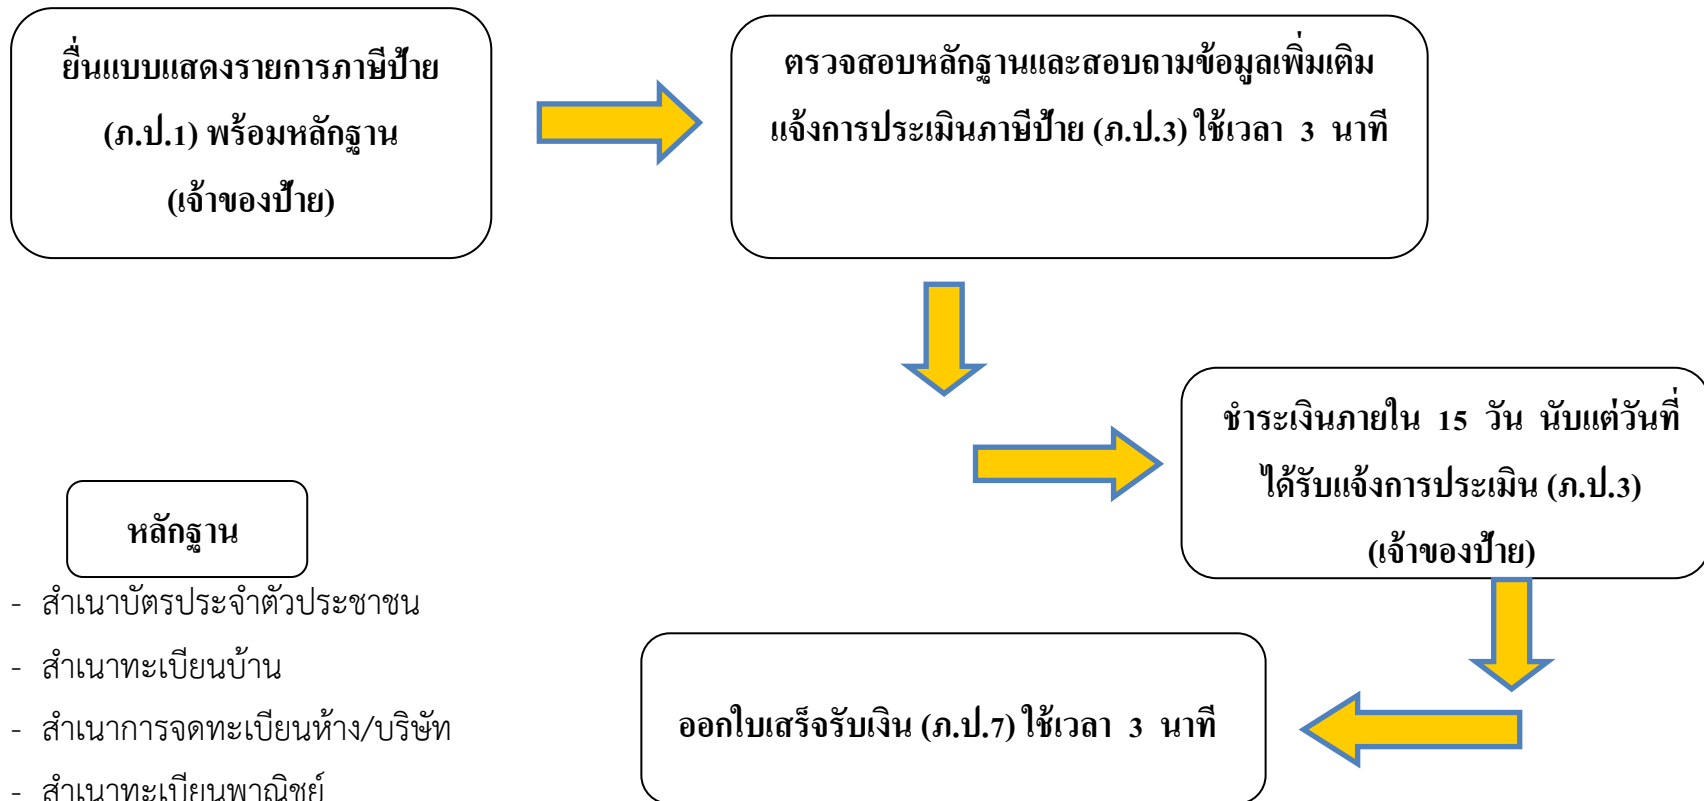 ยื่นแบบแสดงรายการภาษีป้าย
(ภ.ป.1) พร้อมหลักฐาน
(เจ้าของป้าย)
ตรวจสอบหลักฐานและสอบถามข้อมูลเพิ่มเติม
แจ้งการประเมินภาษีป้าย (ภ.ป.3) ใช้เวลา 3 นาที
ชำระเงินภายใน 15 วัน นับแต่วันที่
ได้รับแจ้งการประเมิน (ภ.ป.3)
(เจ้าของป้าย)
ออกใบเสร็จรับเงิน (ภ.ป.7) ใช้เวลา 3 นาที
หลักฐาน
- สำเนาบัตรประจำตัวประชาชน
- สำเนาทะเบียนบ้าน
- สำเนาการจดทะเบียนห้าง/บริษัท
- สำเนาทะเบียนพาณิชย์